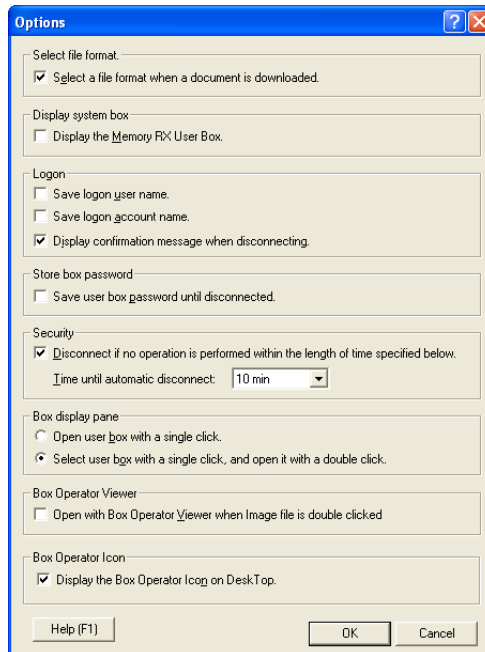 Options
Select file format.
Select a file format when a document is downloaded.
Display system box
Display the Memory RX User Box.
Logon
Save logon user name.
Save logon account name.
Display confirmation message when disconnecting.
Store box password
Save user box password until disconnected.
Security
Disconnect if no operation is performed within the length of time specified below.
Time until automatic disconnect: 10 min
Box display pane
Open user box with a single click.
Select user box with a single click, and open it with a double click.
Box Operator Viewer
Open with Box Operator Viewer when Image file is double clicked
Box Operator Icon
Display the Box Operator Icon on DeskTop.
Help (F1) OK Cancel